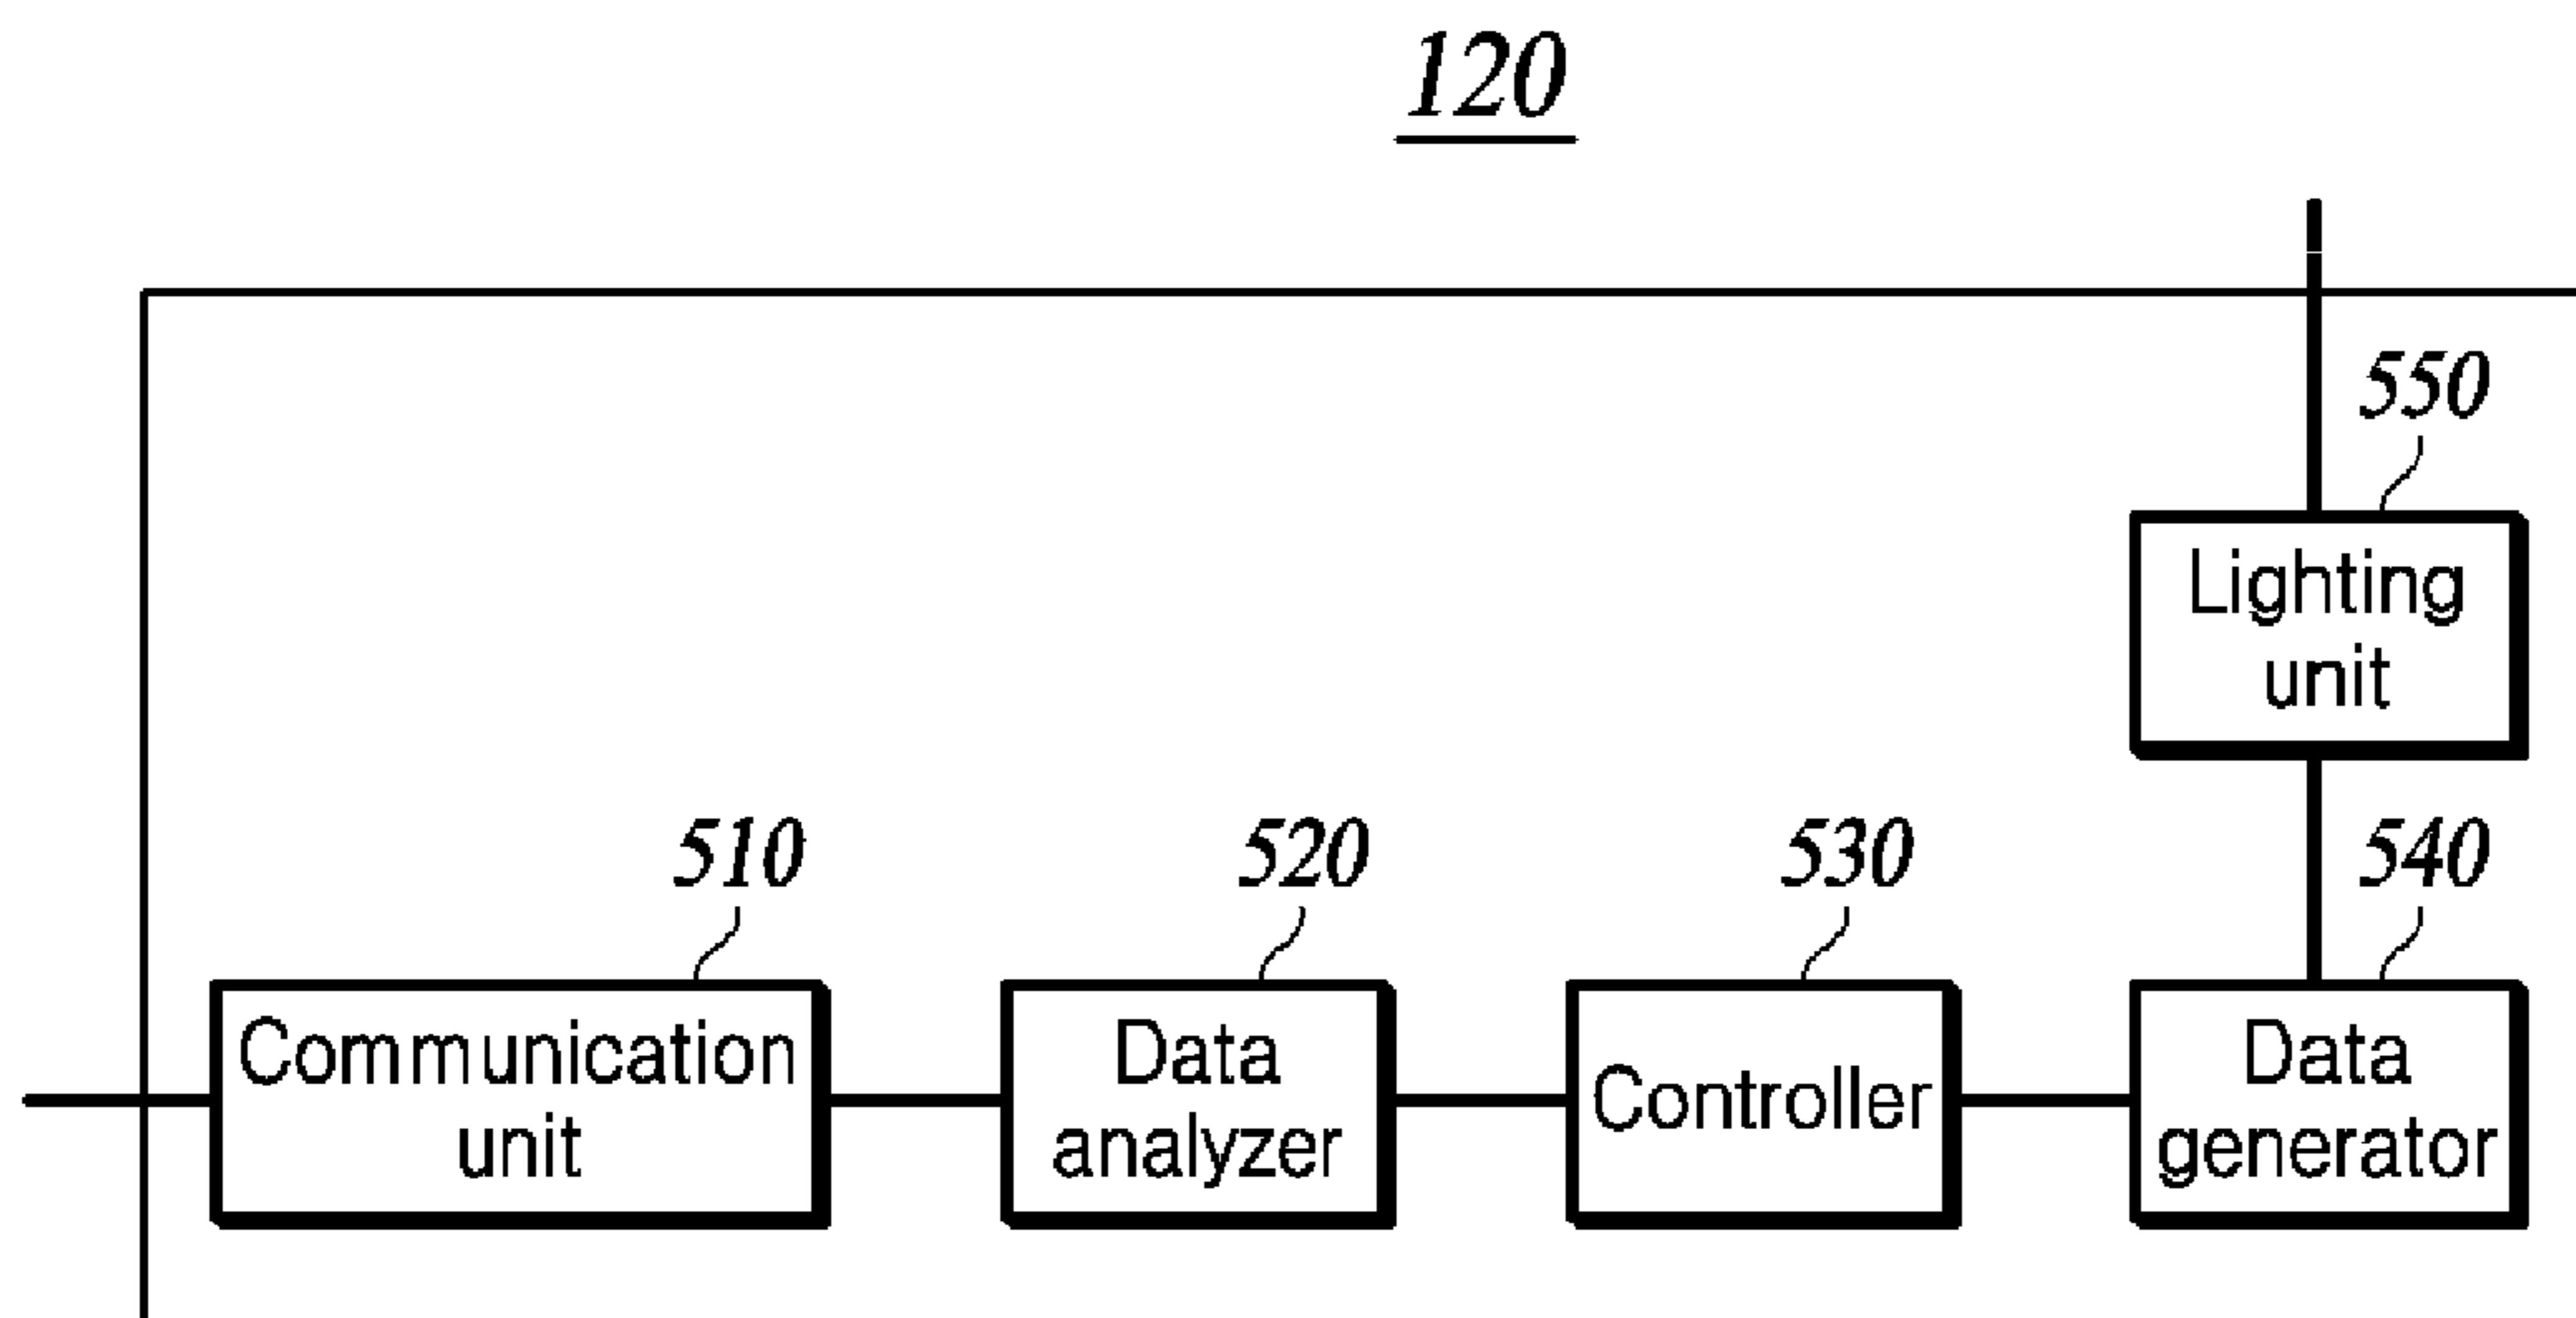 120
550
Lighting
unit
510
520
530
540
Communication
unit
Data
analyzer
Controller
Data
generator